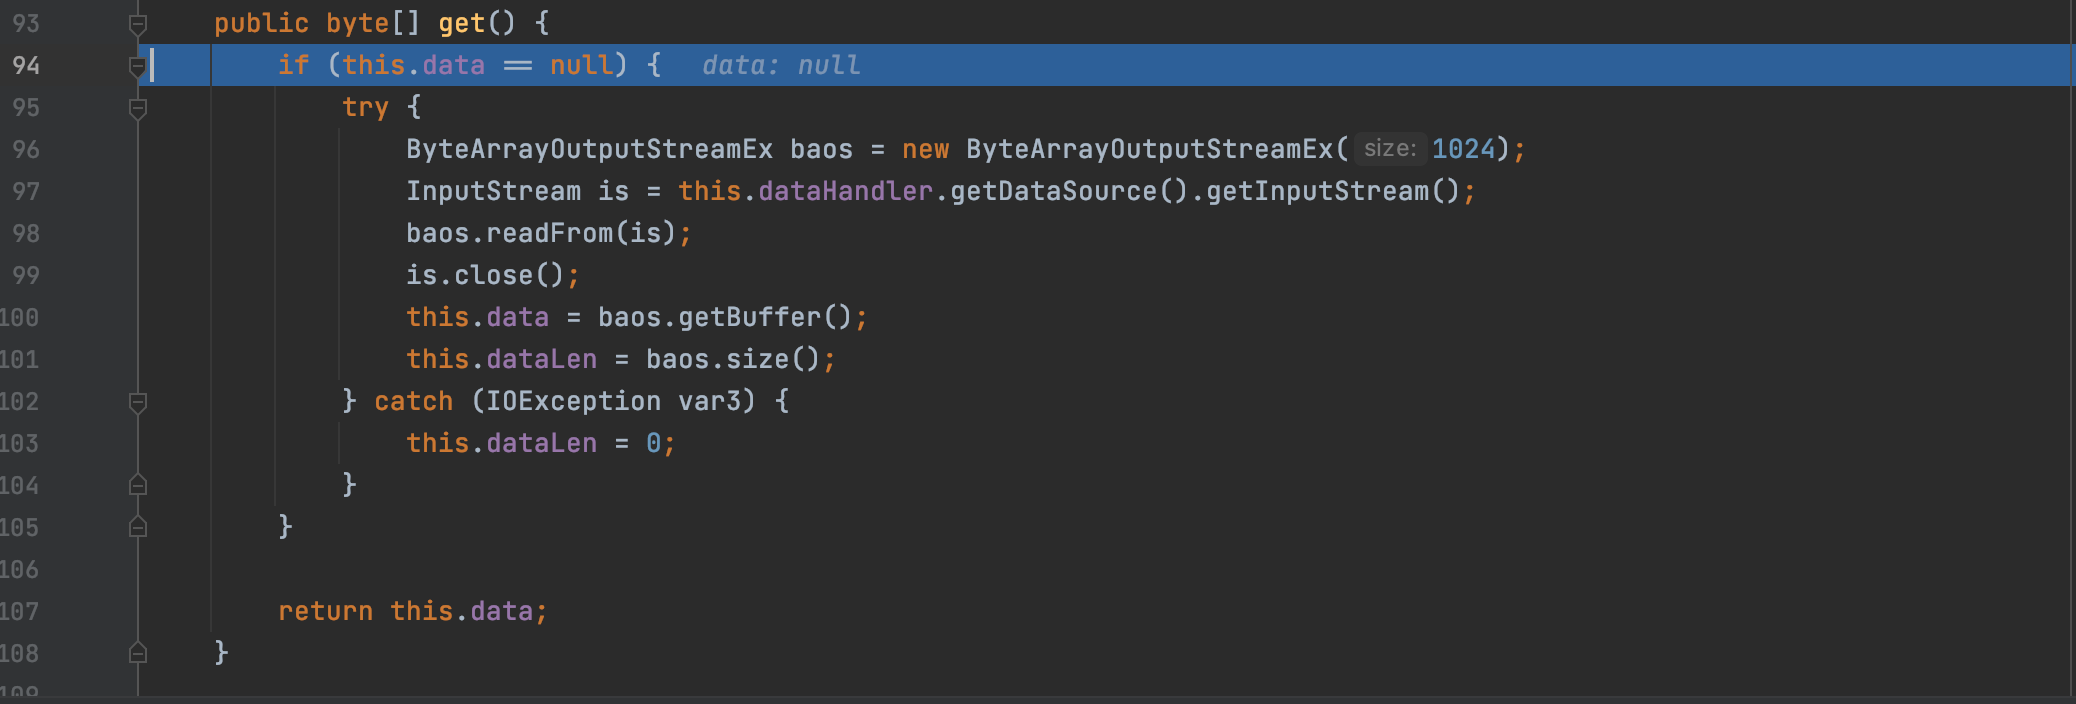 93 public byte[] get() {
94 if (this.data == null) { data: null
95 try {
96 ByteArrayOutputStreamEx baos = new ByteArrayOutputStreamEx( size: 1024);
97 InputStream is = this.dataHandler.getDataSource().getInputStream();
98 baos.readFrom(is);
99 is.close();
100 this.data = baos.getBuffer();
101 this.dataLen = baos.size();
102 } catch (IOException var3) {
103 this.dataLen = 0;
104 }
105 }
106
107 return this.data;
108 }
109